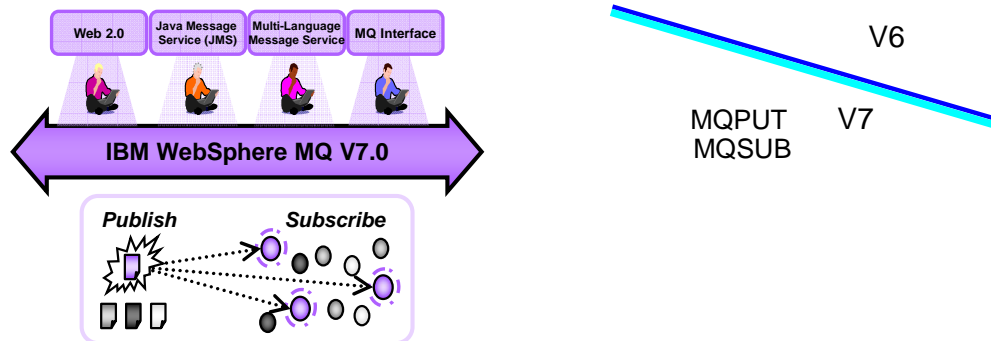 Web 2.0
Java Message
Service (JMS)
Multi-Language
Message Service
MQ Interface
IBM WebSphere MQ V7.0
Publish
Subscribe
V6
MQPUT
V7
MQSUB